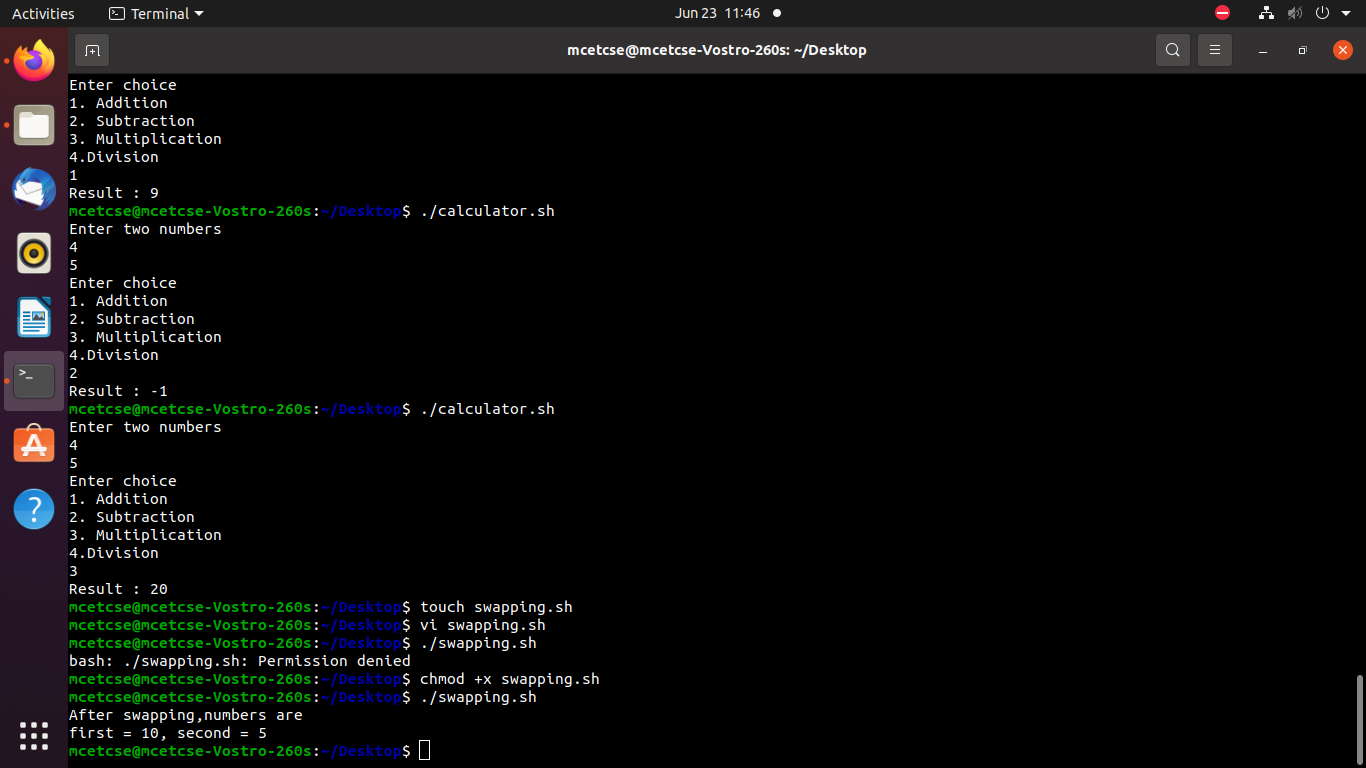 Activities Terminal Jun 23 11:46
mcetcse@mcetcse-Vostro-260s: ~/Desktop
Enter choice
1. Addition
2. Subtraction
3. Multiplication
4.Division
1
Result : 9
mcetcse@mcetcse-Vostro-260s:~/Desktop$ ./calculator.sh
Enter two numbers
4
5
Enter choice
1. Addition
2. Subtraction
3. Multiplication
4.Division
2
Result : -1
mcetcse@mcetcse-Vostro-260s:~/Desktop$ ./calculator.sh
Enter two numbers
4
5
Enter choice
1. Addition
2. Subtraction
3. Multiplication
4.Division
3
Result : 20
mcetcse@mcetcse-Vostro-260s:~/Desktop$ touch swapping.sh
mcetcse@mcetcse-Vostro-260s:~/Desktop$ vi swapping.sh
mcetcse@mcetcse-Vostro-260s:~/Desktop$ ./swapping.sh
bash: ./swapping.sh: Permission denied
mcetcse@mcetcse-Vostro-260s:~/Desktop$ chmod +x swapping.sh
mcetcse@mcetcse-Vostro-260s:~/Desktop$ ./swapping.sh
After swapping,numbers are
first = 10, second = 5
mcetcse@mcetcse-Vostro-260s:~/Desktop$